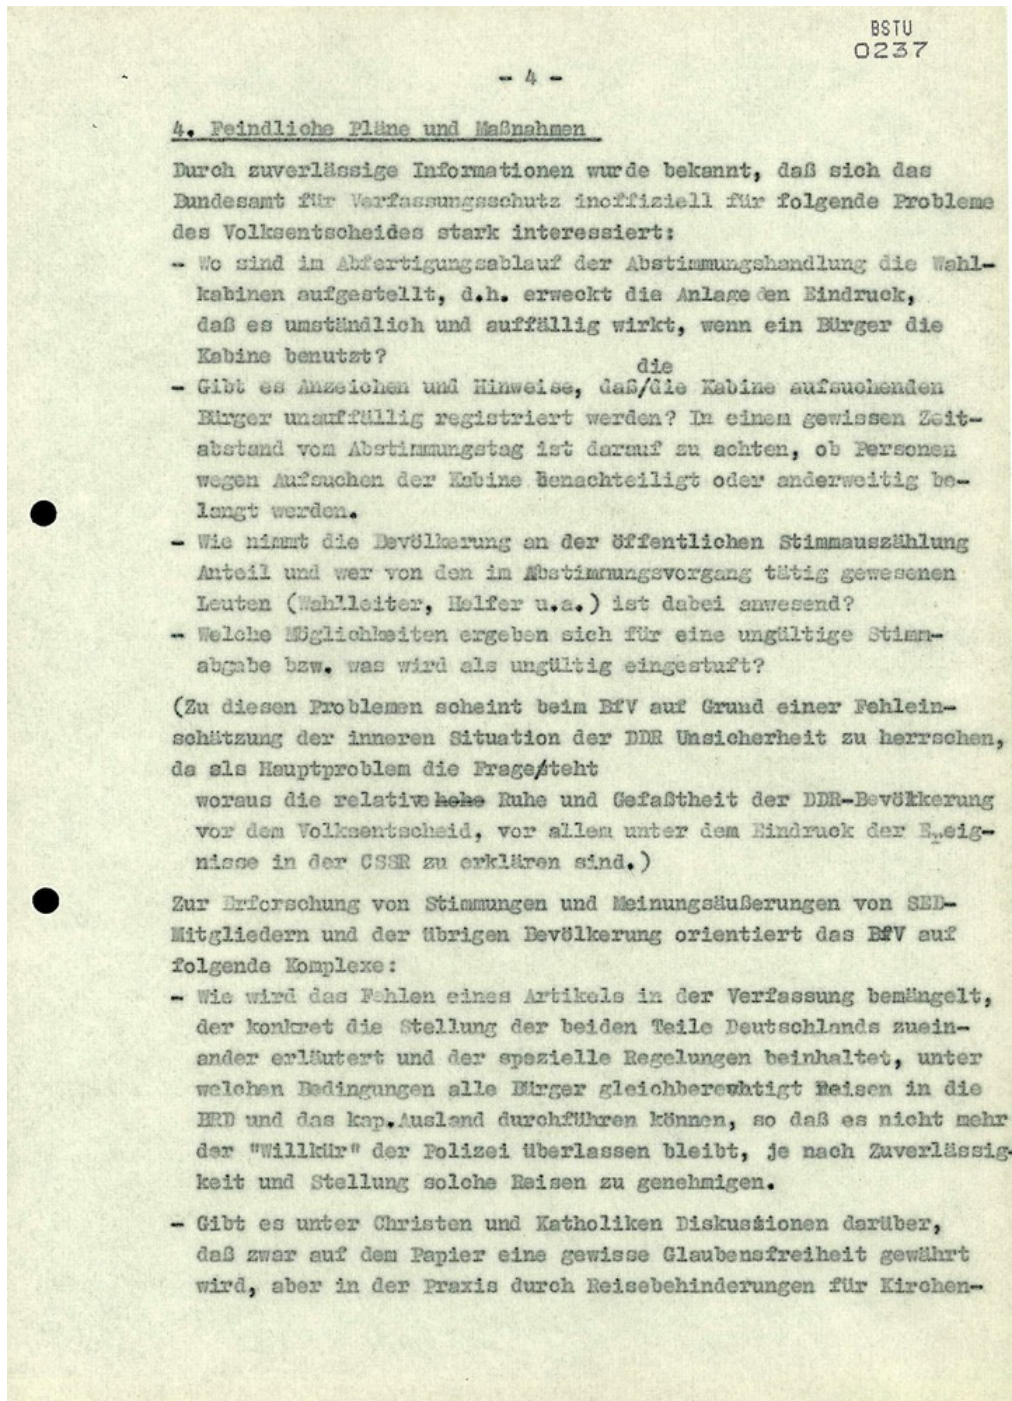 BSTU
0237
- 4 -
4. Feindliche Pläne und Maßnahmen
Durch zuverlässige Informationen wurde bekannt, daß sich das
Bundesamt für Verfassungsschutz inoffiziell für folgende Probleme
des Volksentscheides stark interessiert:
- Wo sind im Abfertigungsablauf der Abstimmungshandlung die Wahl-
kabinen aufgestellt, d.h. erweckt die Anlage den Eindruck,
daß es umständlich und auffällig wirkt, wenn ein Bürger die
Kabine benutzt?
die
- Gibt es Anzeichen und Hinweise, daß/die Kabine aufsuchenden
Bürger unauffällig registriert werden? In einem gewissen Zeit-
abstand vom Abstimmungstag ist darauf zu achten, ob Personen
wegen Aufsuchen der Kabine benachteiligt oder anderweitig be-
langt werden.
- Wie nimmt die Bevölkerung an der öffentlichen Stimmauszählung
Anteil und wer von den im Abstimmungsvorgang tätig gewesenen
Leuten (Wahlleiter, Helfer u.a.) ist dabei anwesend?
- Welche Möglichkeiten ergeben sich für eine ungültige Stimm-
abgabe bzw. was wird als ungültig eingestuft?
(Zu diesen Problemen scheint beim BfV auf Grund einer Fehlein-
schätzung der inneren Situation der DDR Unsicherheit zu herrschen,
da als Hauptproblem die Frage/steht
woraus die relative hohe Ruhe und Gefaßtheit der DDR-Bevölkerung
vor dem Volksentscheid, vor allem unter dem Eindruck der Ereig-
nisse in der CSSR zu erklären sind.)
Zur Erforschung von Stimmungen und Meinungsäußerungen von SED-
Mitgliedern und der übrigen Bevölkerung orientiert das BfV auf
folgende Komplexe:
- Wie wird das Fehlen eines Artikels in der Verfassung bemängelt,
der konkret die Stellung der beiden Teile Deutschlands zuein-
ander erläutert und der spezielle Regelungen beinhaltet, unter
welchen Bedingungen alle Bürger gleichberechtigt Reisen in die
BRD und das kap.Ausland durchführen können, so daß es nicht mehr
der "Willkür" der Polizei überlassen bleibt, je nach Zuverlässig-
keit und Stellung solche Reisen zu genehmigen.
- Gibt es unter Christen und Katholiken Diskussionen darüber,
daß zwar auf dem Papier eine gewisse Glaubensfreiheit gewährt
wird, aber in der Praxis durch Reisebehinderungen für Kirchen-